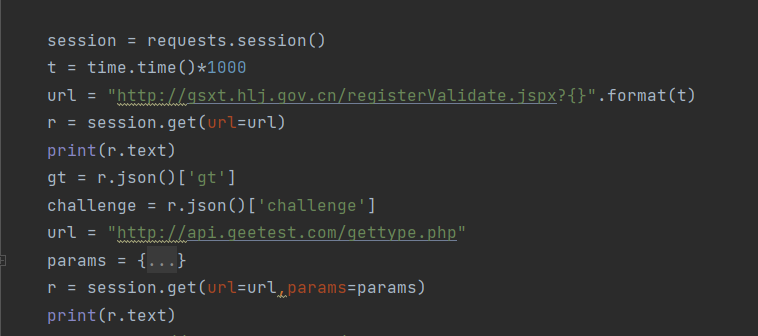 session = requests.session()
t = time.time()*1000
url = "http://gsxt.hlj.gov.cn/registerValidate.jspx?{}".format(t)
r = session.get(url=url)
print(r.text)
gt = r.json()['gt']
challenge = r.json()['challenge']
url = "http://api.geetest.com/gettype.php"
params = {...}
r = session.get(url=url,params=params)
print(r.text)